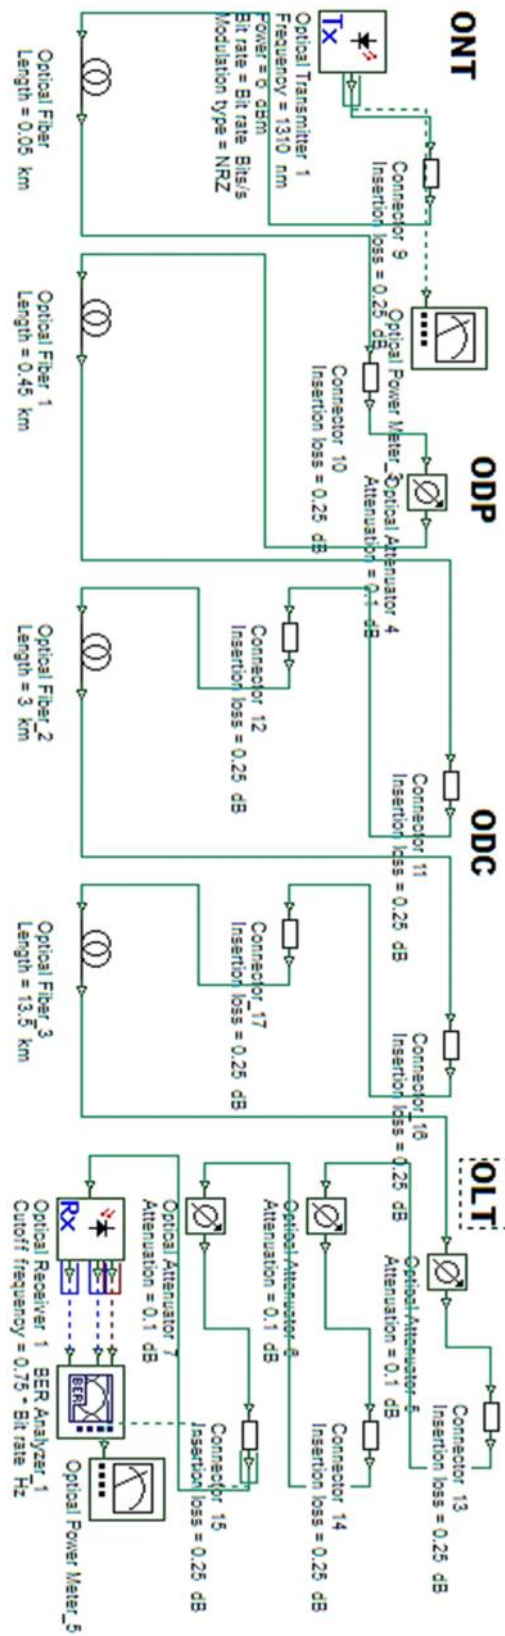 ONT
ODP
ODC
OLT
Tx
Optical Transmitter 1
Frequency = 1310 nm
Power = 6 dBm
Bit rate = Bit rate Bits/s
Modulation type = NRZ
Connector 9
Insertion loss = 0.25 dB
Optical Power Meter_3
Optical Fiber
Length = 0.05 km
Connector 10
Insertion loss = 0.25 dB
Optical Attenuator 4
Attenuation = 0.1 dB
Optical Fiber 1
Length = 0.45 km
Connector 11
Insertion loss = 0.25 dB
Connector 12
Insertion loss = 0.25 dB
Optical Fiber_2
Length = 3 km
Connector_16
Insertion loss = 0.25 dB
Connector_17
Insertion loss = 0.25 dB
Optical Fiber_3
Length = 13.5 km
Optical Attenuator 5
Attenuation = 0.1 dB
Connector 13
Insertion loss = 0.25 dB
Optical Attenuator 6
Attenuation = 0.1 dB
Connector 14
Insertion loss = 0.25 dB
Optical Attenuator 7
Attenuation = 0.1 dB
Connector 15
Insertion loss = 0.25 dB
Rx
Optical Receiver 1
Cutoff frequency = 0.75 * Bit rate Hz
BER
BER Analyzer_1
Optical Power Meter_5